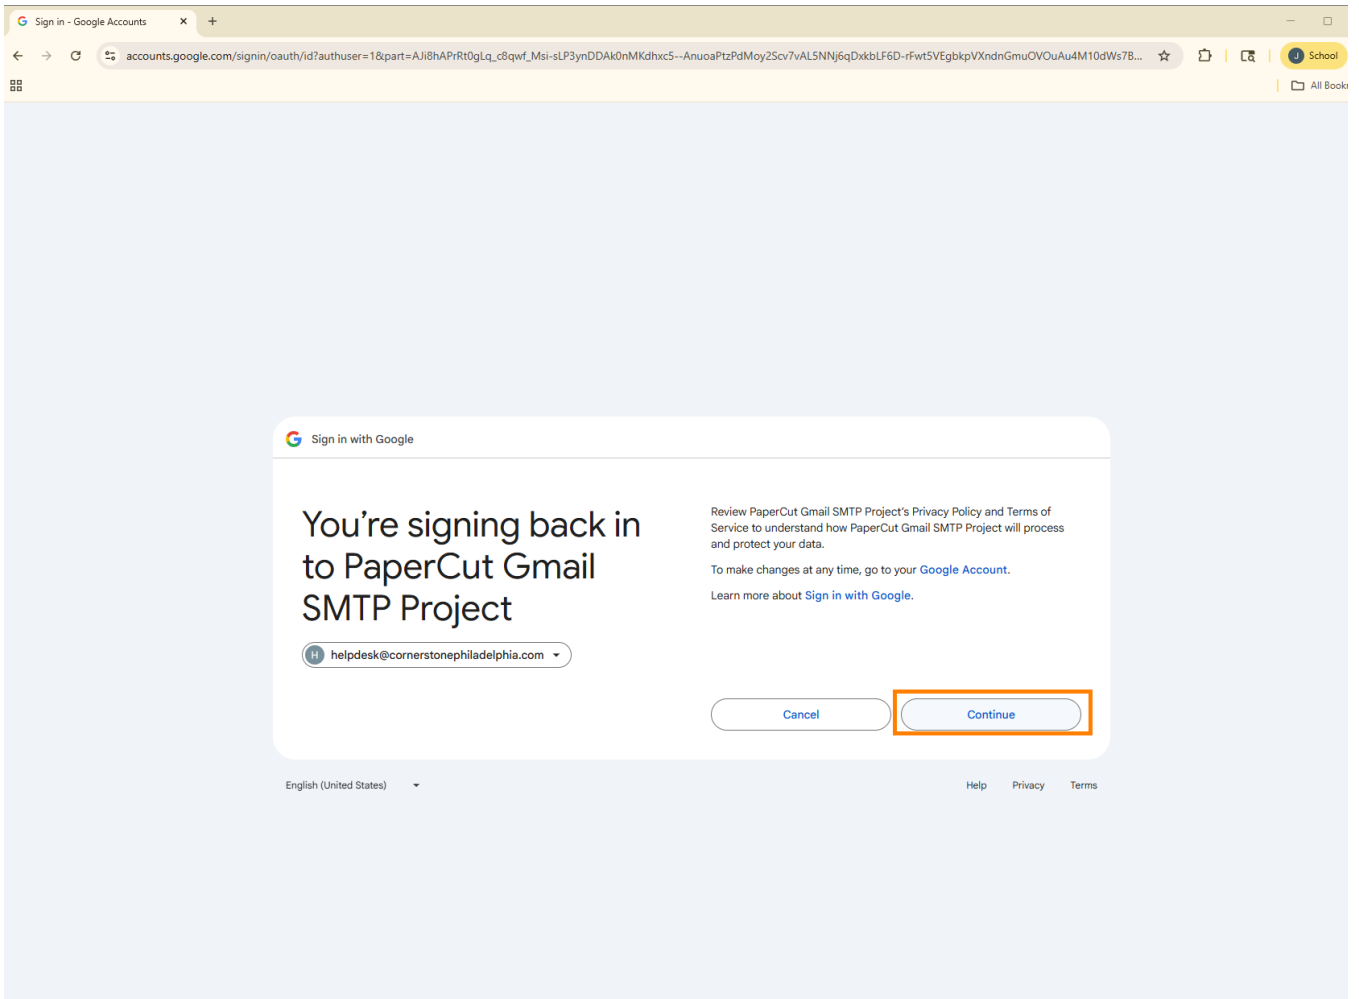 Sign in - Google Accounts
accounts.google.com/signin/oauth/id?authuser=1&part=AJi8hAPrRt0gLq_c8qwf_Msi-sLP3ynDDAk0nMKdhxc5--AnuoaPtzPdMoy2Scv7vAL5NNj6qDxkbLF6D-rFwt5VEgbkpVXndnGmuOVOuAu4M10dWs7B...
J School
All Bookr
Sign in with Google
You're signing back in
to PaperCut Gmail
SMTP Project
H helpdesk@cornerstonephiladelphia.com
Review PaperCut Gmail SMTP Project's Privacy Policy and Terms of
Service to understand how PaperCut Gmail SMTP Project will process
and protect your data.
To make changes at any time, go to your Google Account.
Learn more about Sign in with Google.
Cancel
Continue
English (United States)
Help Privacy Terms